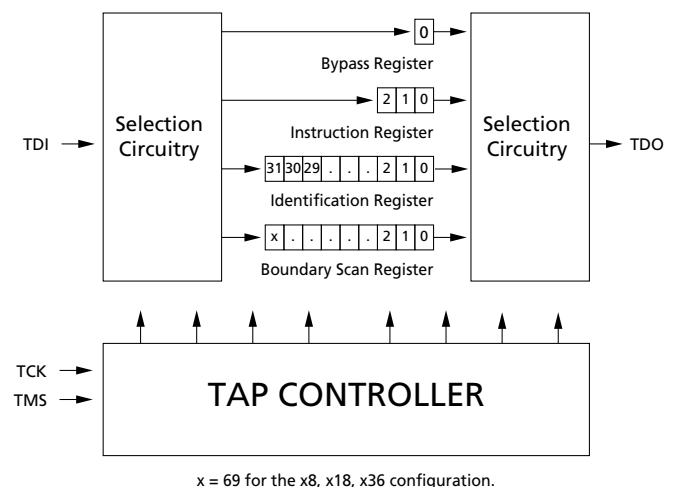 0
Bypass Register
2 1 0
Instruction Register
TDI
Selection
Circuitry
Selection
Circuitry
TDO
31 30 29 . . . 2 1 0
Identification Register
x . . . . . 2 1 0
Boundary Scan Register
TCK
TMS
TAP CONTROLLER
x = 69 for the x8, x18, x36 configuration.